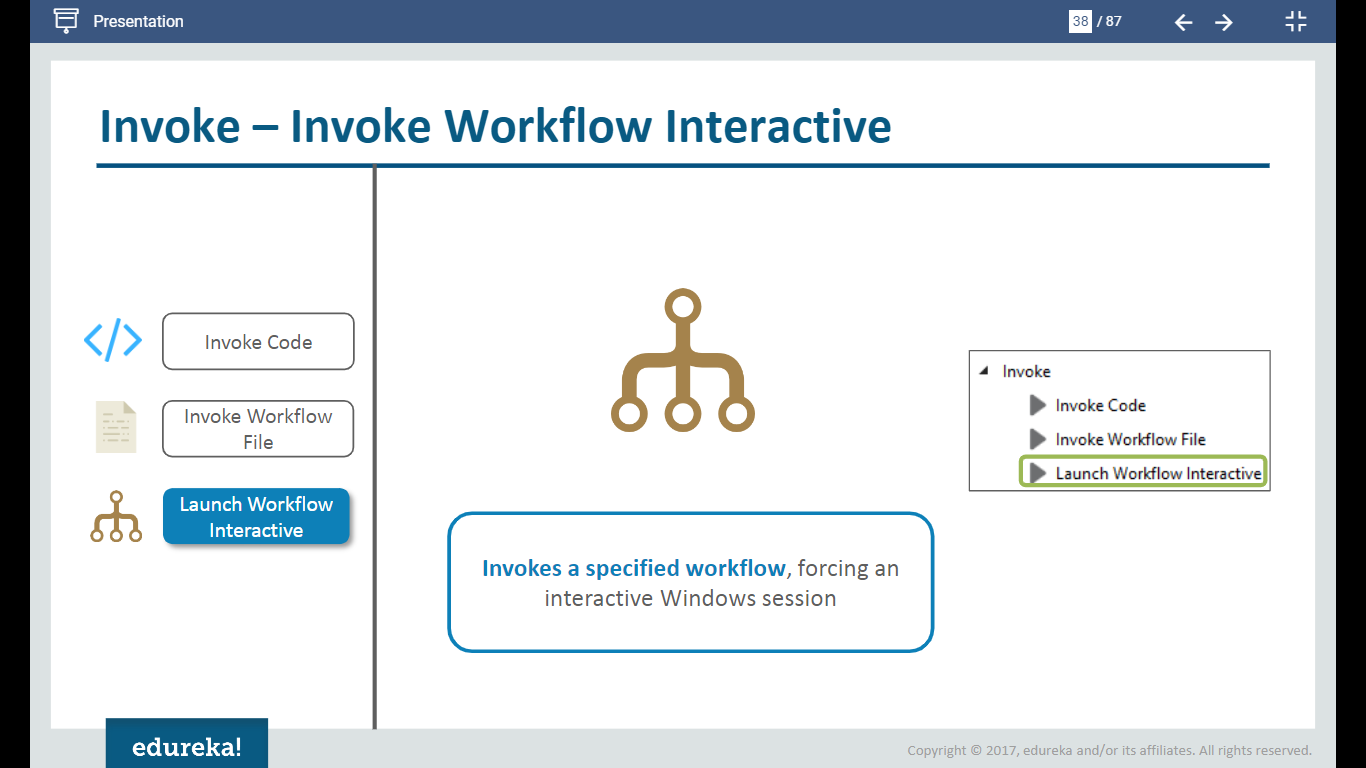 Presentation
38 / 87
Invoke – Invoke Workflow Interactive
Invoke Code
Invoke Workflow
File
Launch Workflow
Interactive
Invokes a specified workflow, forcing an
interactive Windows session
Invoke
Invoke Code
Invoke Workflow File
Launch Workflow Interactive
edureka!
Copyright © 2017, edureka and/or its affiliates. All rights reserved.